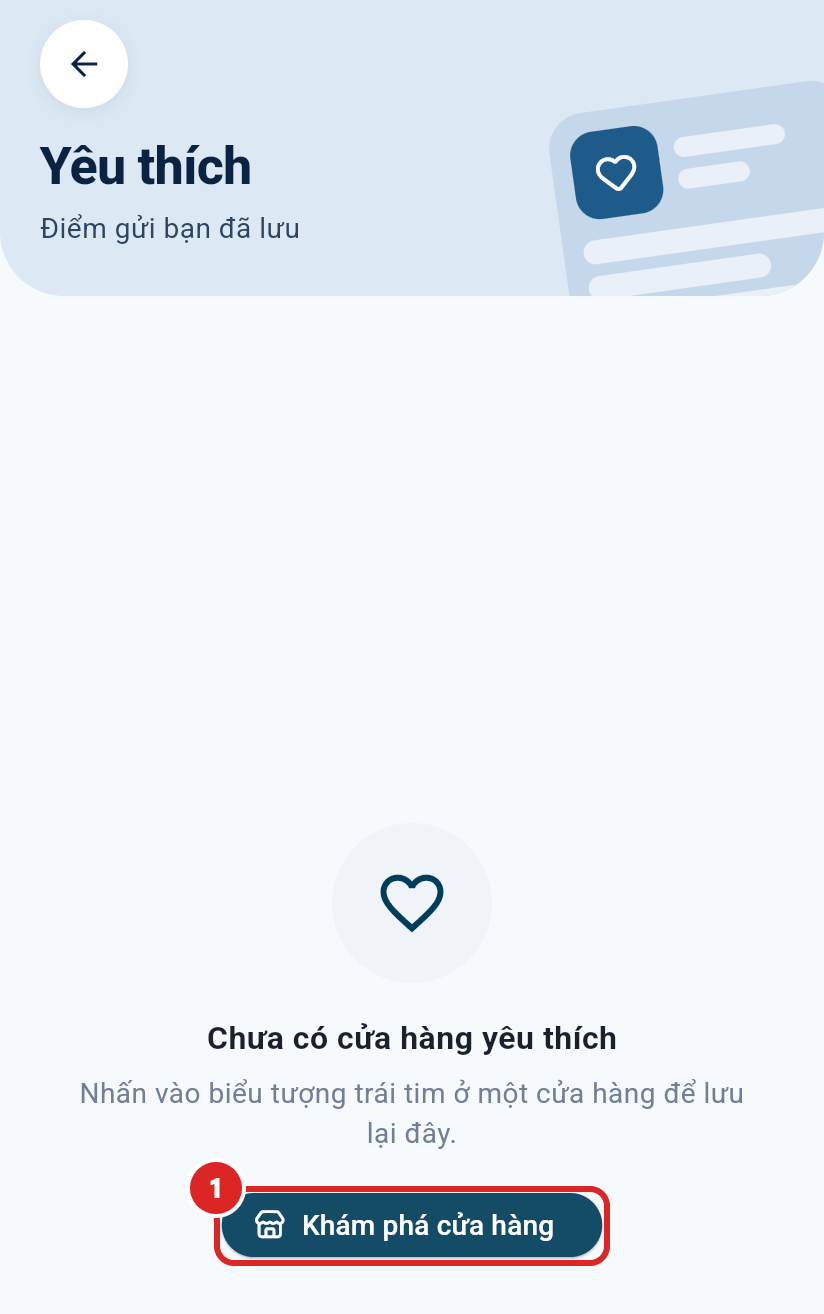 Yêu thích
Điểm gửi bạn đã lưu
Chưa có cửa hàng yêu thích
Nhấn vào biểu tượng trái tim ở một cửa hàng để lưu
lại đây.
1
Khám phá cửa hàng